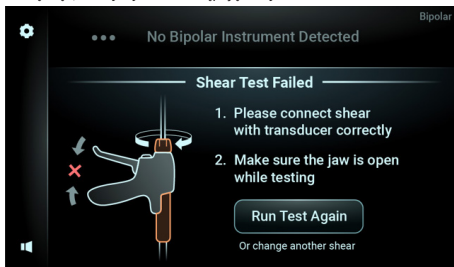 Bipolar
••• No Bipolar Instrument Detected
Shear Test Failed
1. Please connect shear
with transducer correctly
2. Make sure the jaw is open
while testing
Run Test Again
Or change another shear